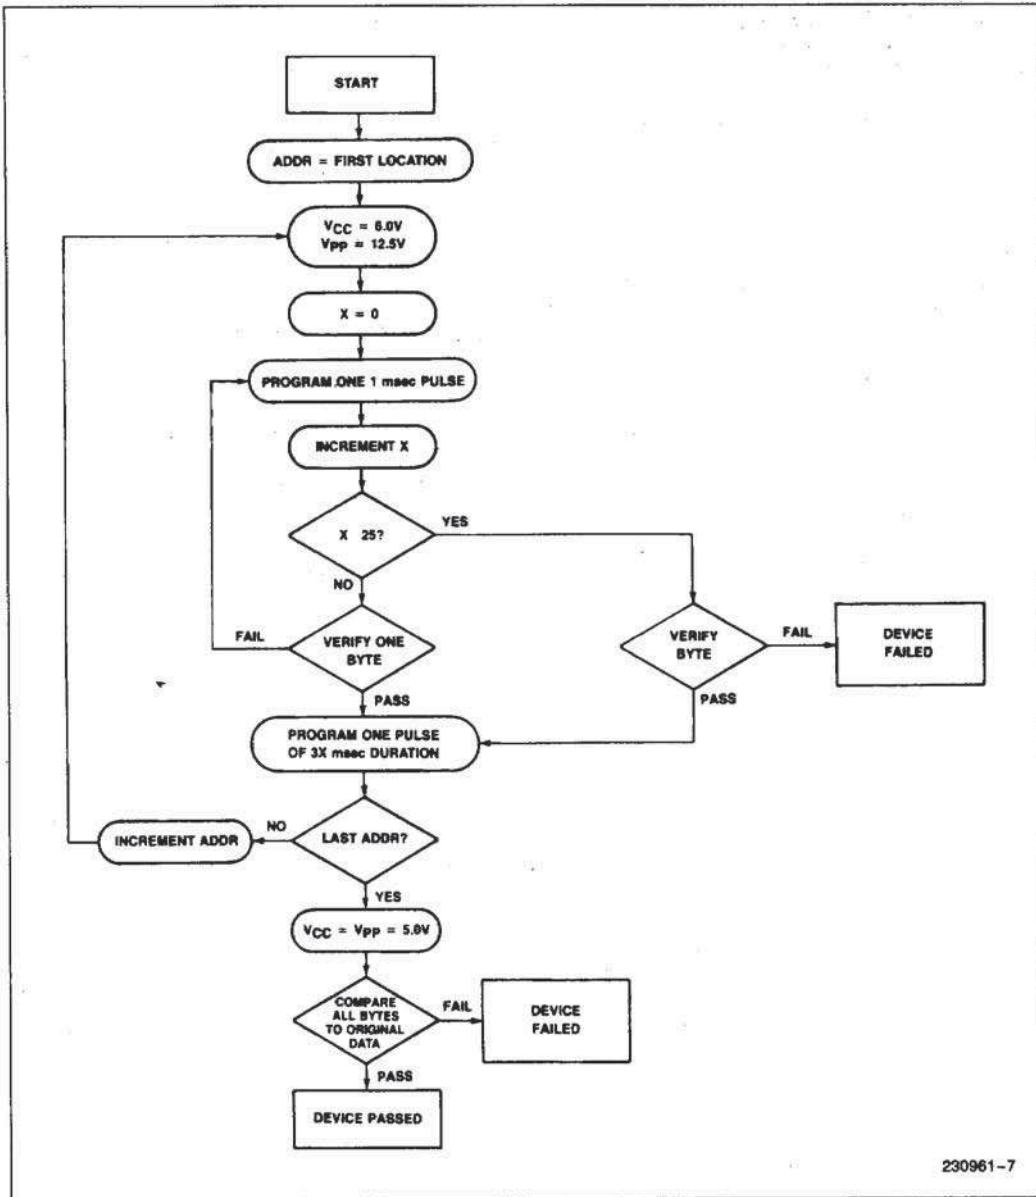 START
ADDR = FIRST LOCATION
VCC = 6.0V
Vpp = 12.5V
X = 0
PROGRAM ONE 1 msec PULSE
INCREMENT X
X 25?
YES
NO
VERIFY ONE
BYTE
FAIL
PASS
VERIFY
BYTE
FAIL
DEVICE
FAILED
PASS
PROGRAM ONE PULSE
OF 3X msec DURATION
LAST ADDR?
NO
INCREMENT ADDR
YES
VCC = Vpp = 5.0V
COMPARE
ALL BYTES
TO ORIGINAL
DATA
FAIL
DEVICE
FAILED
PASS
DEVICE PASSED
230961-7